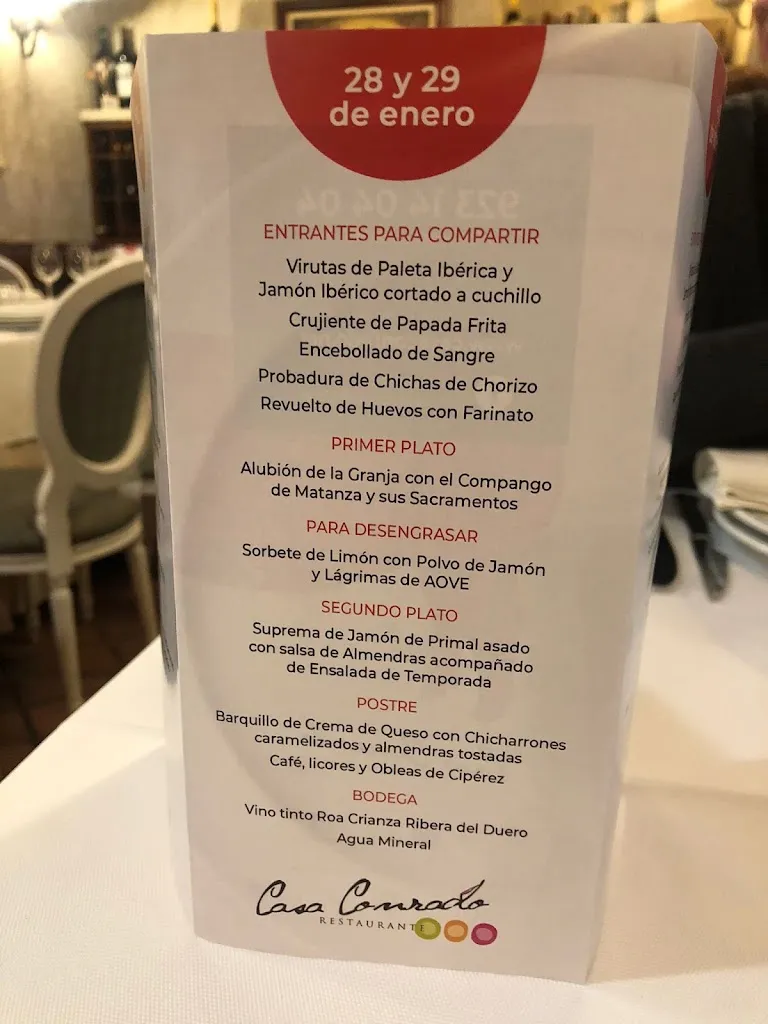 28 y 29
de enero
923 14 04 04
ENTRANTES PARA COMPARTIR
Virutas de Paleta Ibérica y
Jamón Ibérico cortado a cuchillo
Crujiente de Papada Frita
Encebollado de Sangre
Probadura de Chichas de Chorizo
Revuelto de Huevos con Farinato
PRIMER PLATO
Alubión de la Granja con el Compango
de Matanza y sus Sacramentos
PARA DESENGRASAR
Sorbete de Limón con Polvo de Jamón
y Lágrimas de AOVE
SEGUNDO PLATO
Suprema de Jamón de Primal asado
con salsa de Almendras acompañado
de Ensalada de Temporada
POSTRE
Barquillo de Crema de Queso con Chicharrones
caramelizados y almendras tostadas
Café, licores y Obleas de Cipérez
BODEGA
Vino tinto Roa Crianza Ribera del Duero
Agua Mineral
Casa Conrado
RESTAURANTE